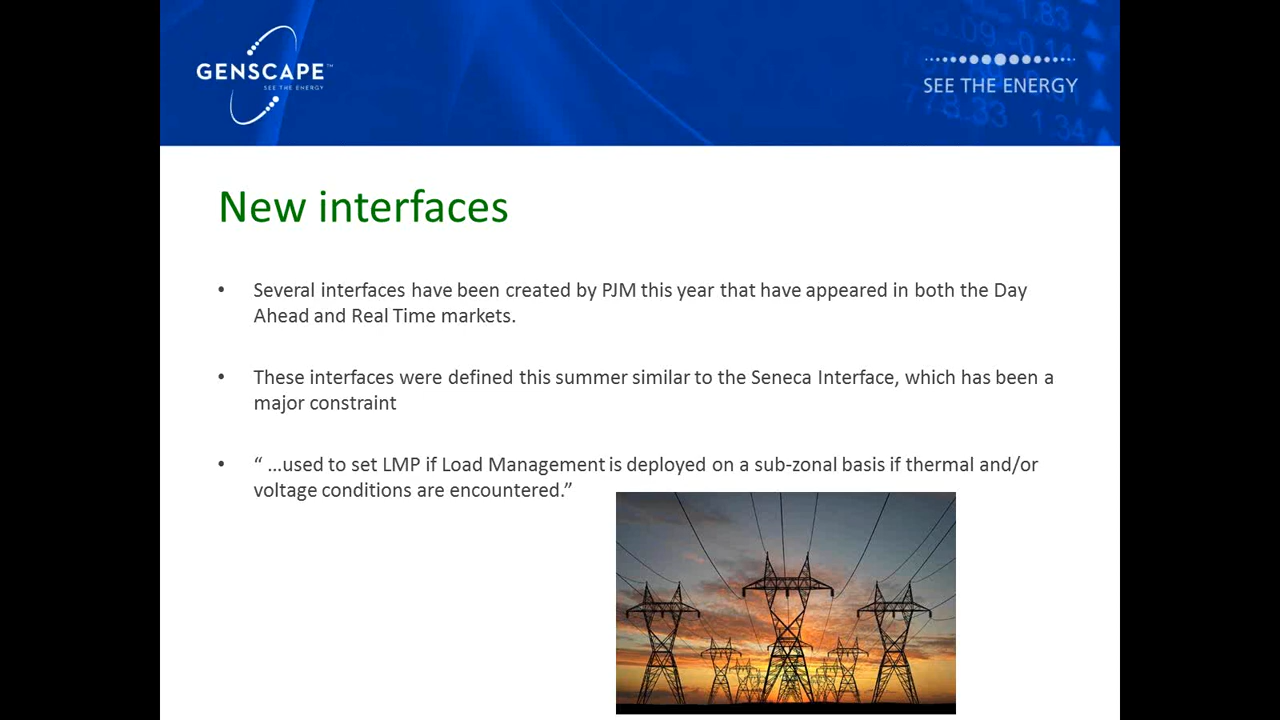 GENSCAPE™
SEE THE ENERGY
SEE THE ENERGY
1.83
New interfaces
• Several interfaces have been created by PJM this year that have appeared in both the Day
Ahead and Real Time markets.
• These interfaces were defined this summer similar to the Seneca Interface, which has been a
major constraint
• “ …used to set LMP if Load Management is deployed on a sub-zonal basis if thermal and/or
voltage conditions are encountered.”